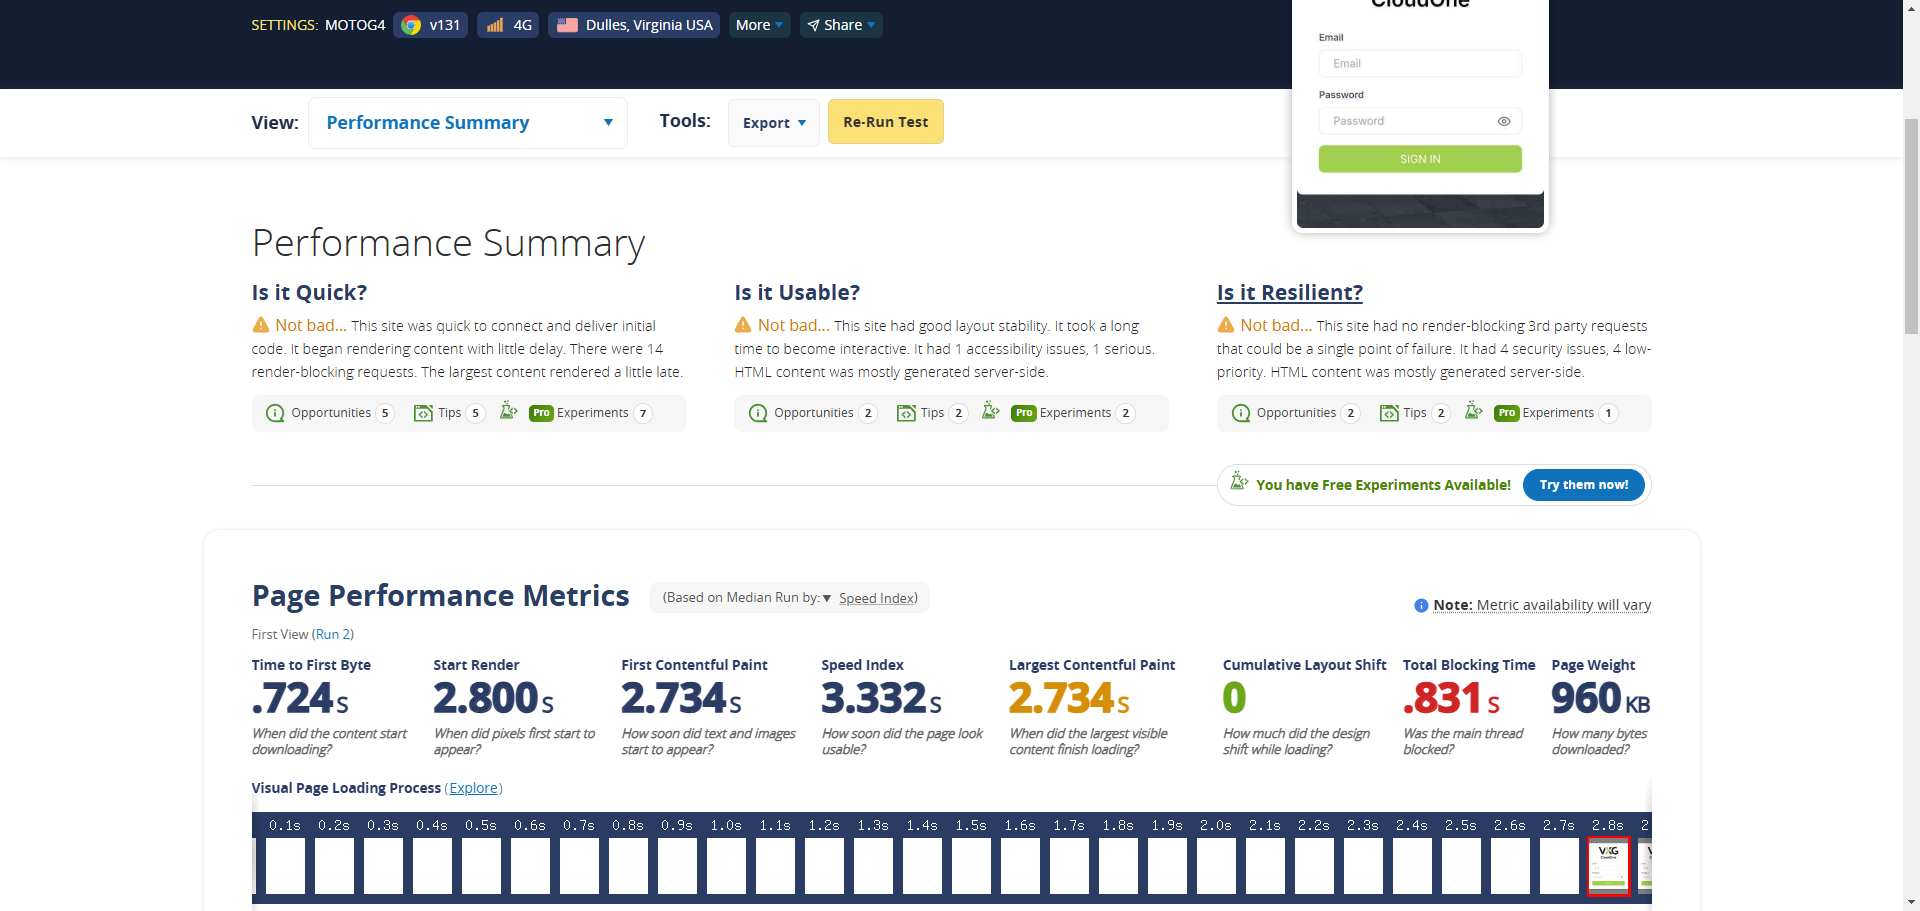 SETTINGS: MOTOG4 v131 4G Dulles, Virginia USA More Share
CloudOne
Email
Email
Password
Password
SIGN IN
View: Performance Summary Tools: Export Re-Run Test
Performance Summary
Is it Quick?
Not bad... This site was quick to connect and deliver initial
code. It began rendering content with little delay. There were 14
render-blocking requests. The largest content rendered a little late.
Opportunities 5 Tips 5 Pro Experiments 7
Is it Usable?
Not bad... This site had good layout stability. It took a long
time to become interactive. It had 1 accessibility issues, 1 serious.
HTML content was mostly generated server-side.
Opportunities 2 Tips 2 Pro Experiments 2
Is it Resilient?
Not bad... This site had no render-blocking 3rd party requests
that could be a single point of failure. It had 4 security issues, 4 low-
priority. HTML content was mostly generated server-side.
Opportunities 2 Tips 2 Pro Experiments 1
You have Free Experiments Available! Try them now!
Page Performance Metrics (Based on Median Run by: ▼ Speed Index)
Note: Metric availability will vary
First View (Run 2)
Time to First Byte
.724 S
When did the content start
downloading?
Start Render
2.800 S
When did pixels first start to
appear?
First Contentful Paint
2.734 S
How soon did text and images
start to appear?
Speed Index
3.332 S
How soon did the page look
usable?
Largest Contentful Paint
2.734 S
When did the largest visible
content finish loading?
Cumulative Layout Shift
0
How much did the design
shift while loading?
Total Blocking Time
.831 S
Was the main thread
blocked?
Page Weight
960 KB
How many bytes
downloaded?
Visual Page Loading Process (Explore)
0.1s 0.2s 0.3s 0.4s 0.5s 0.6s 0.7s 0.8s 0.9s 1.0s 1.1s 1.2s 1.3s 1.4s 1.5s 1.6s 1.7s 1.8s 1.9s 2.0s 2.1s 2.2s 2.3s 2.4s 2.5s 2.6s 2.7s 2.8s 2
VXG
CloudOne